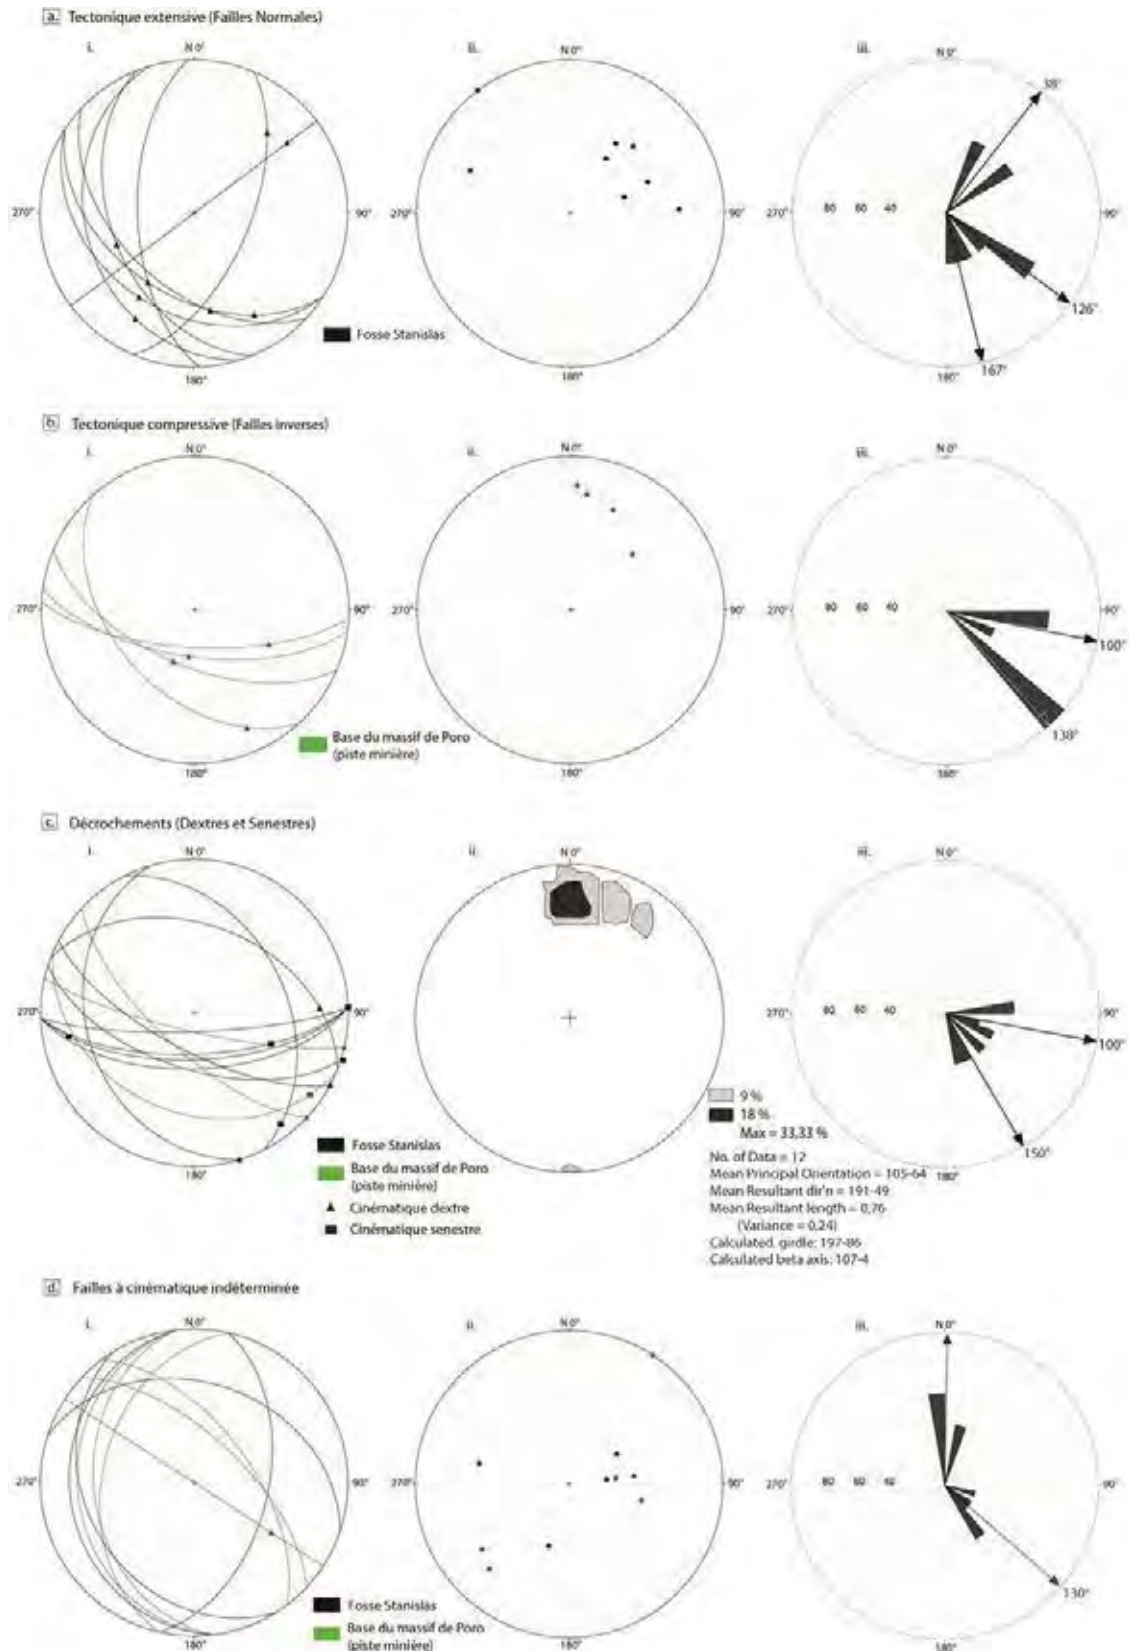 a. Tectonique extensive (Failles Normales)
i.
ii.
iii.
N 0°
N 0°
N 0°
38°
270°
90°
270°
90°
270°
80 60 40
90°
126°
Fosse Stanislas
180°
180°
180°
167°
b. Tectonique compressive (Failles inverses)
i.
ii.
iii.
N 0°
N 0°
N 0°
270°
90°
270°
90°
270°
80 60 40
90°
100°
Base du massif de Poro
(piste minière)
138°
180°
180°
180°
c. Décrochements (Dextres et Senestres)
i.
ii.
iii.
N 0°
N 0°
N 0°
270°
90°
270°
80 60 40
90°
100°
9 %
18 %
Max = 33,33 %
Fosse Stanislas
Base du massif de Poro
(piste minière)
Cinématique dextre
Cinématique senestre
180°
150°
180°
No. of Data = 12
Mean Principal Orientation = 105-64
Mean Resultant dir'n = 191-49
Mean Resultant length = 0,76
(Variance = 0,24)
Calculated. girdle: 197-86
Calculated beta axis: 107-4
d. Failles à cinématique indéterminée
i.
ii.
iii.
N 0°
N 0°
N 0°
270°
90°
270°
90°
270°
80 60 40
90°
130°
Fosse Stanislas
Base du massif de Poro
(piste minière)
180°
180°
180°